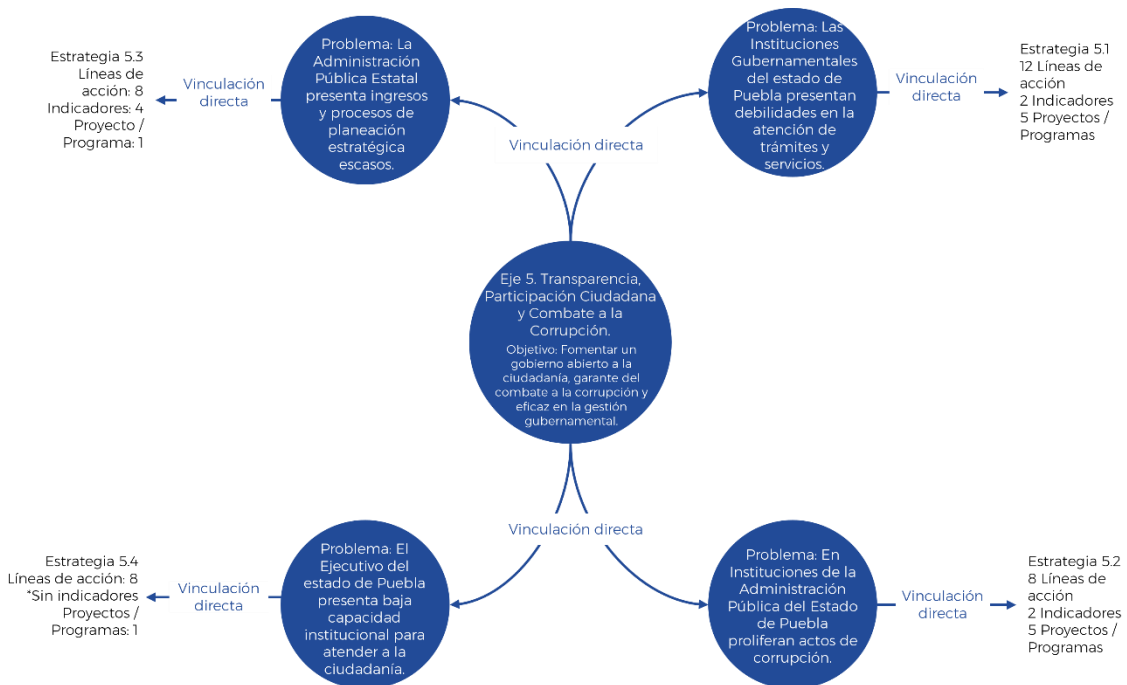 Estrategia 5.3
Líneas de
acción: 8
Indicadores: 4
Proyecto /
Programa: 1
Vinculación
directa
Problema: La
Administración
Pública Estatal
presenta ingresos
y procesos de
planeación
estratégica
escasos.
Vinculación directa
Problema: Las
Instituciones
Gubernamentales
del estado de
Puebla presentan
debilidades en la
atención de
trámites y
servicios.
Vinculación
directa
Estrategia 5.1
12 Líneas de
acción
2 Indicadores
5 Proyectos /
Programas
Eje 5. Transparencia,
Participación Ciudadana
y Combate a la
Corrupción.
Objetivo: Fomentar un
gobierno abierto a la
ciudadanía, garante del
combate a la corrupción y
eficaz en la gestión
gubernamental.
Vinculación directa
Estrategia 5.4
Líneas de acción: 8
*Sin indicadores
Proyectos /
Programas: 1
Vinculación
directa
Problema: El
Ejecutivo del
estado de Puebla
presenta baja
capacidad
institucional para
atender a la
ciudadanía.
Problema: En
Instituciones de la
Administración
Pública del Estado
de Puebla
proliferan actos de
corrupción.
Vinculación
directa
Estrategia 5.2
8 Líneas de
acción
2 Indicadores
5 Proyectos /
Programas